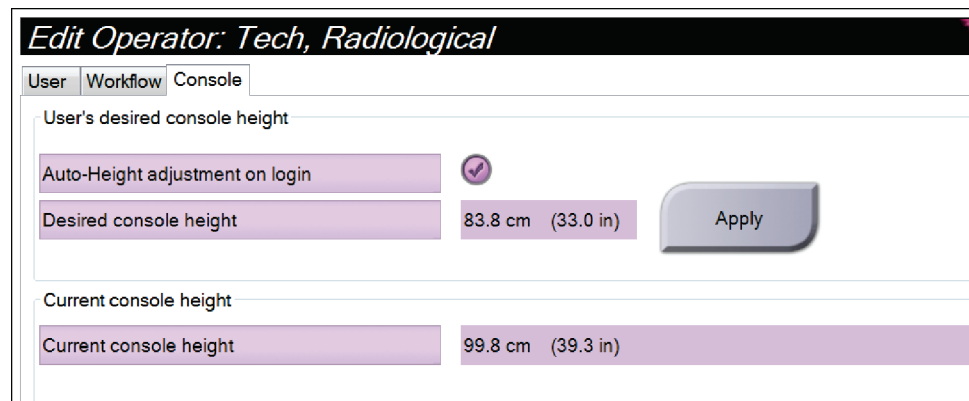 Edit Operator: Tech, Radiological
User Workflow Console
User's desired console height
Auto-Height adjustment on login
Desired console height 83.8 cm (33.0 in) Apply
Current console height
Current console height 99.8 cm (39.3 in)